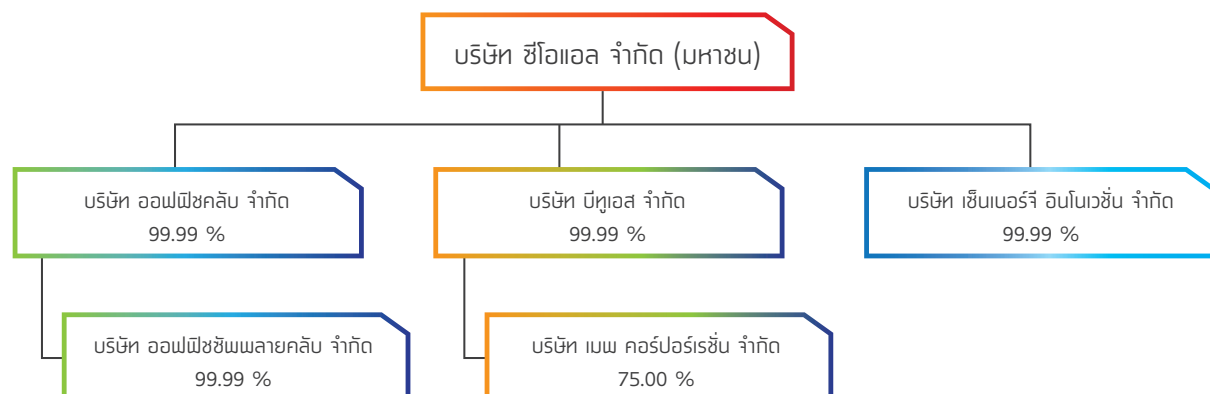 บริษัท ซีโอแอล จำกัด (มหาชน)
บริษัท ออฟฟิซคลับ จำกัด
99.99 %
บริษัท บีทูเอส จำกัด
99.99 %
บริษัท เซ็นเนอร์จี อินโนเวชั่น จำกัด
99.99 %
บริษัท ออฟฟิซซัพพลายคลับ จำกัด
99.99 %
บริษัท เมพ คอร์ปอร์เรชั่น จำกัด
75.00 %